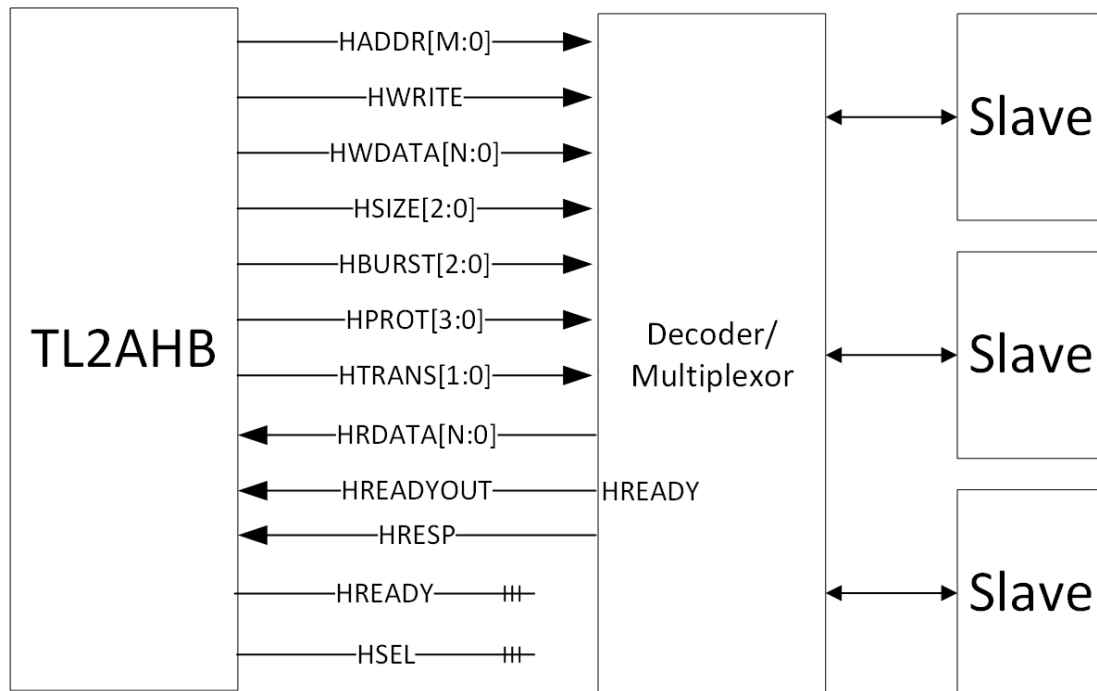 TL2AHB
HADDR[M:0]
HWRITE
HWDATA[N:0]
HSIZE[2:0]
HBURST[2:0]
HPROT[3:0]
HTRANS[1:0]
HRDATA[N:0]
HREADYOUT
HREADY
HRESP
HREADY
HSEL
Decoder/
Multiplexor
Slave
Slave
Slave